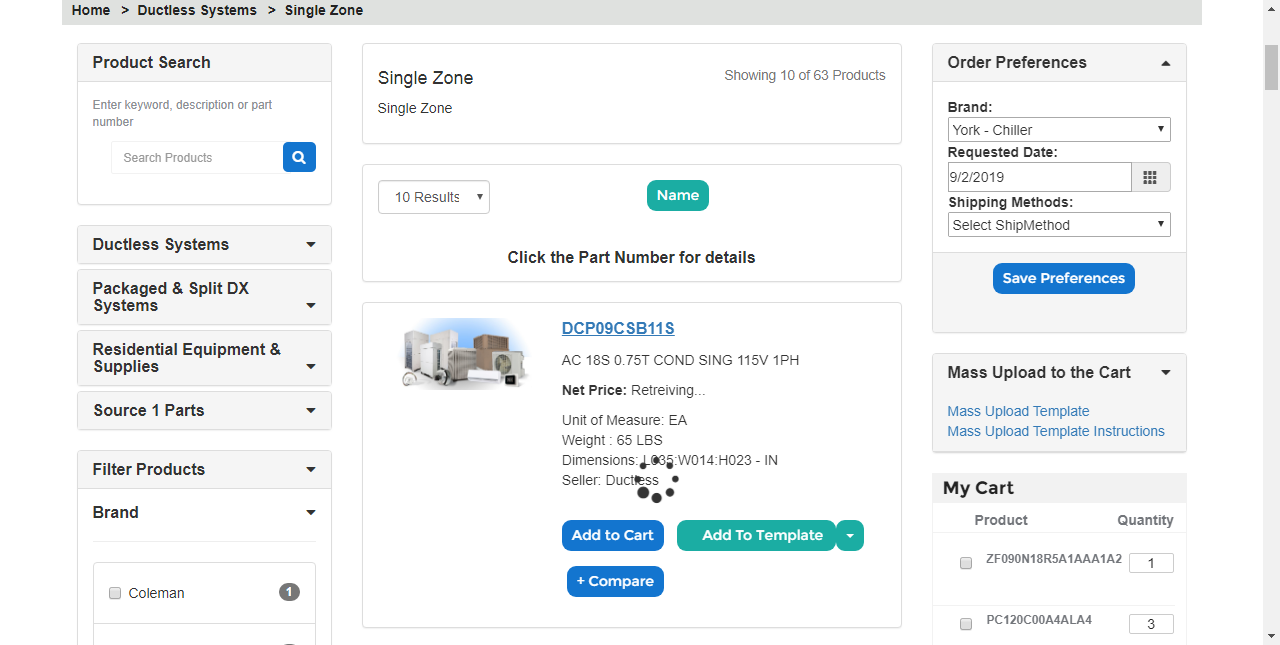 Home > Ductless Systems > Single Zone
Product Search
Enter keyword, description or part
number
Search Products
Ductless Systems
Packaged & Split DX
Systems
Residential Equipment &
Supplies
Source 1 Parts
Filter Products
Brand
Coleman 1
Single Zone
Showing 10 of 63 Products
Single Zone
10 Results
Name
Click the Part Number for details
DCP09CSB11S
AC 18S 0.75T COND SING 115V 1PH
Net Price: Retreiving...
Unit of Measure: EA
Weight : 65 LBS
Dimensions: L035:W014:H023 - IN
Seller: Ductless
Add to Cart
Add To Template
+ Compare
Order Preferences
Brand:
York - Chiller
Requested Date:
9/2/2019
Shipping Methods:
Select ShipMethod
Save Preferences
Mass Upload to the Cart
Mass Upload Template
Mass Upload Template Instructions
My Cart
Product Quantity
ZF090N18R5A1AAA1A2 1
PC120C00A4ALA4 3